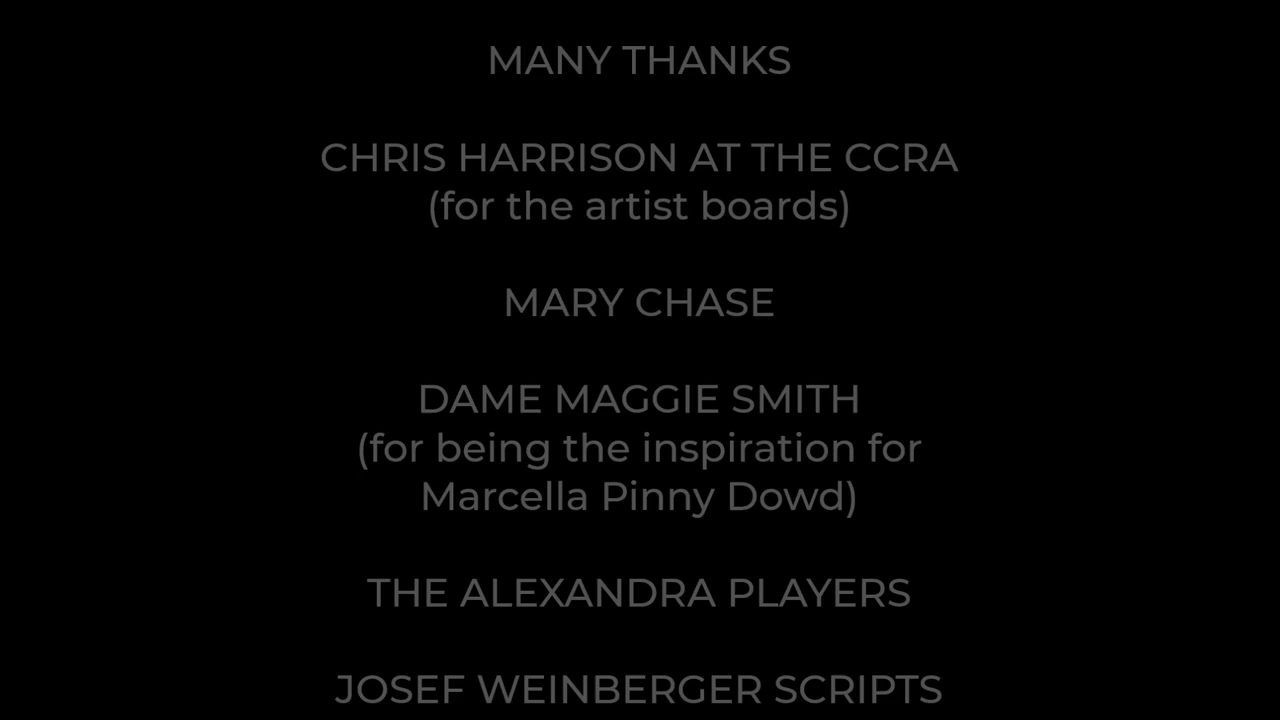 MANY THANKS
CHRIS HARRISON AT THE CCRA
(for the artist boards)
MARY CHASE
DAME MAGGIE SMITH
(for being the inspiration for
Marcella Pinny Dowd)
THE ALEXANDRA PLAYERS
JOSEF WEINBERGER SCRIPTS